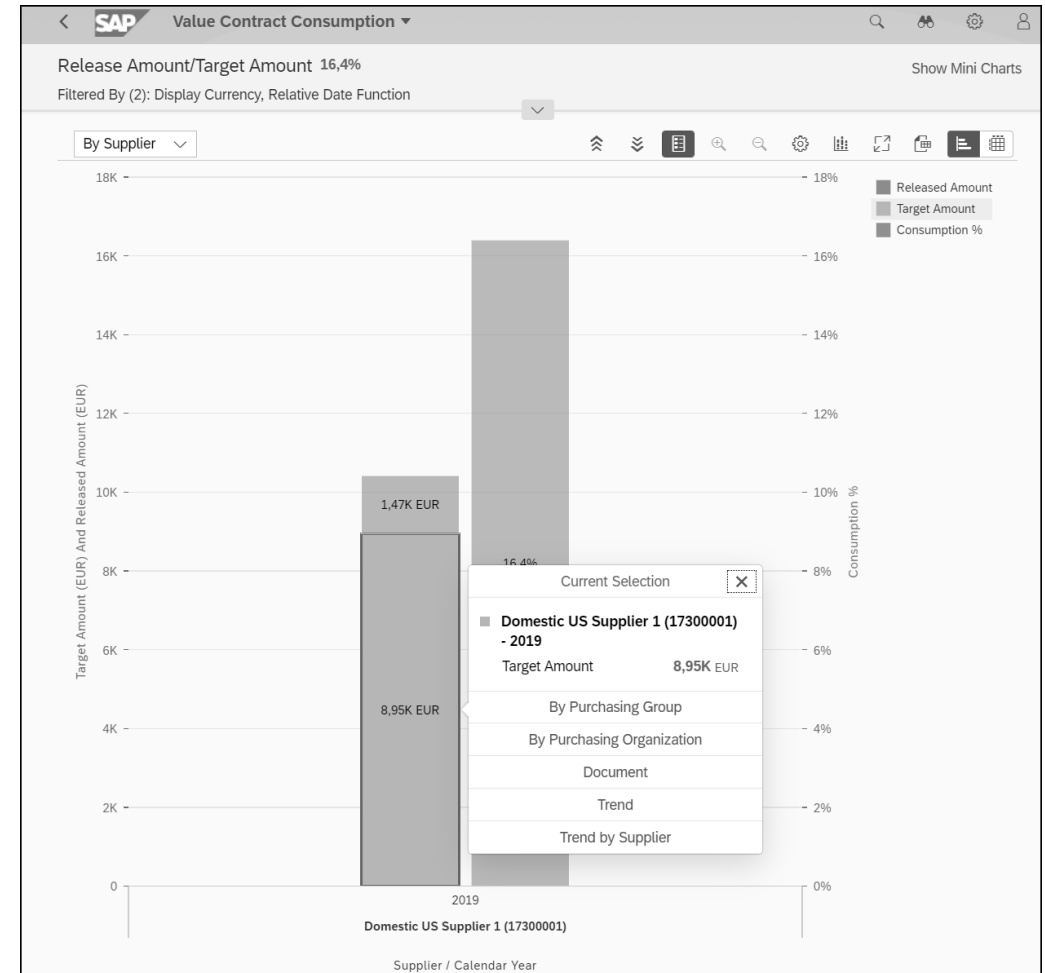 SAP Value Contract Consumption
Release Amount/Target Amount 16,4%
Show Mini Charts
Filtered By (2): Display Currency, Relative Date Function
By Supplier
18K
16K
14K
12K
10K
8K
6K
4K
2K
0
Target Amount (EUR) And Released Amount (EUR)
18%
16%
14%
12%
10%
8%
6%
4%
2%
0%
Consumption %
Released Amount
Target Amount
Consumption %
1,47K EUR
16,4%
8,95K EUR
Current Selection
Domestic US Supplier 1 (17300001)
- 2019
Target Amount 8,95K EUR
By Purchasing Group
By Purchasing Organization
Document
Trend
Trend by Supplier
2019
Domestic US Supplier 1 (17300001)
Supplier / Calendar Year